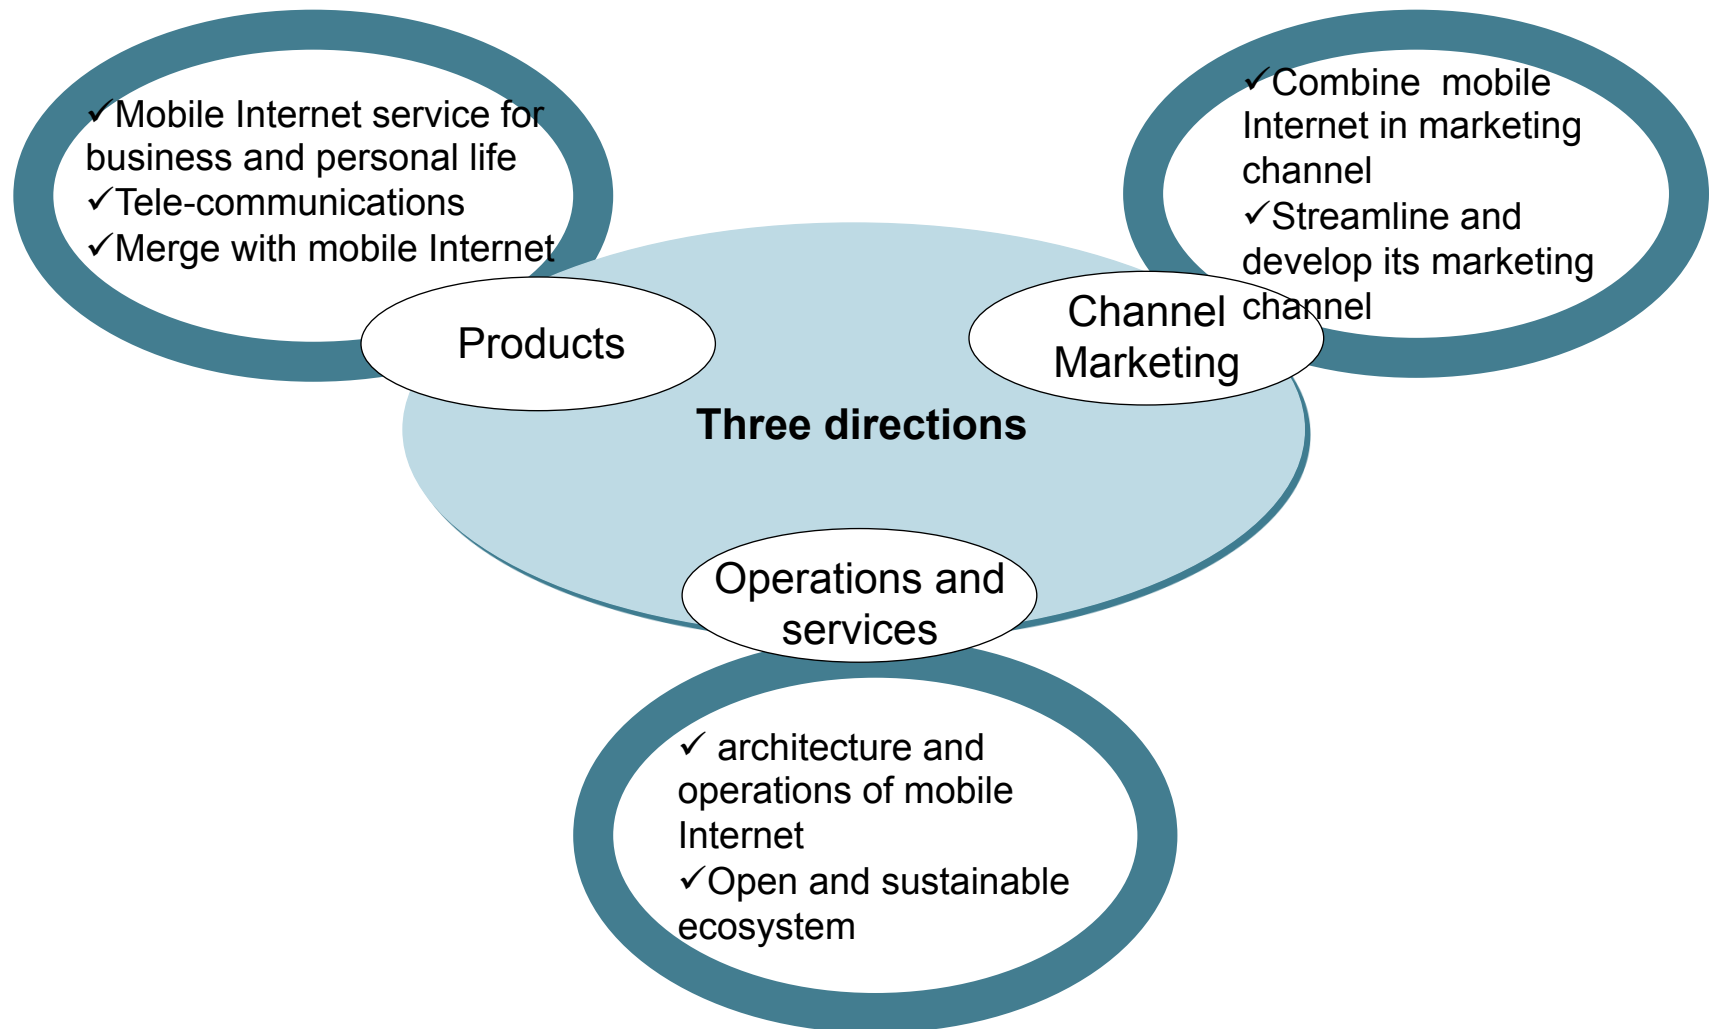 ✓Mobile Internet service for
business and personal life
✓Tele-communications
✓Merge with mobile Internet
Products
✓Combine  mobile
Internet in marketing
channel
✓Streamline and
develop its marketing
channel
Channel
Marketing
Three directions
Operations and
services
✓ architecture and
operations of mobile
Internet
✓Open and sustainable
ecosystem